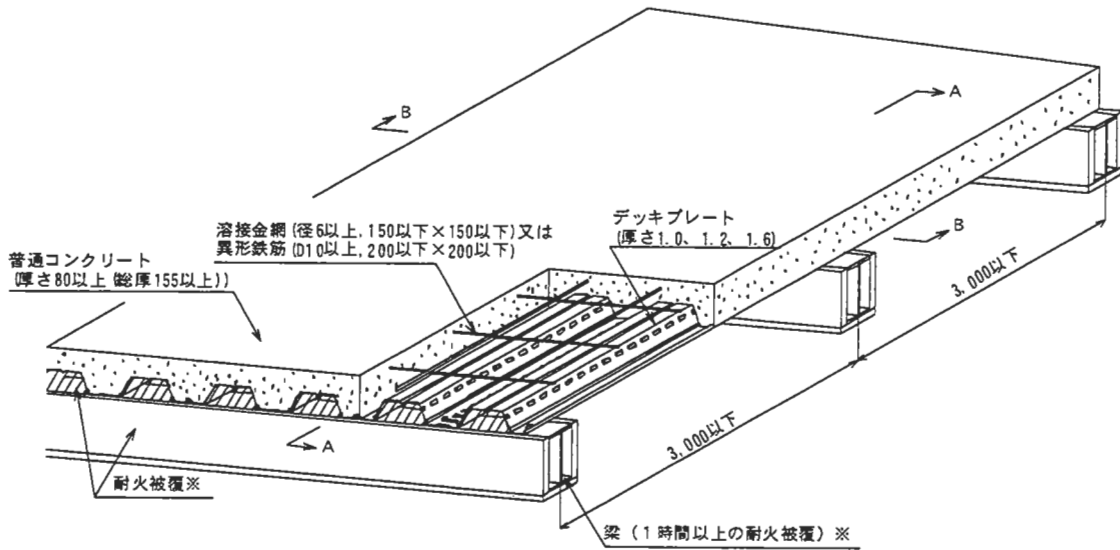 B
A
溶接金網(径6以上,150以下×150以下)又は
異形鉄筋(D10以上,200以下×200以下)
デッキプレート
(厚さ1.0、1.2、1.6)
B
普通コンクリート
(厚さ80以上(総厚155以上))
3,000以下
A
3,000以下
耐火被覆※
梁(1時間以上の耐火被覆)※